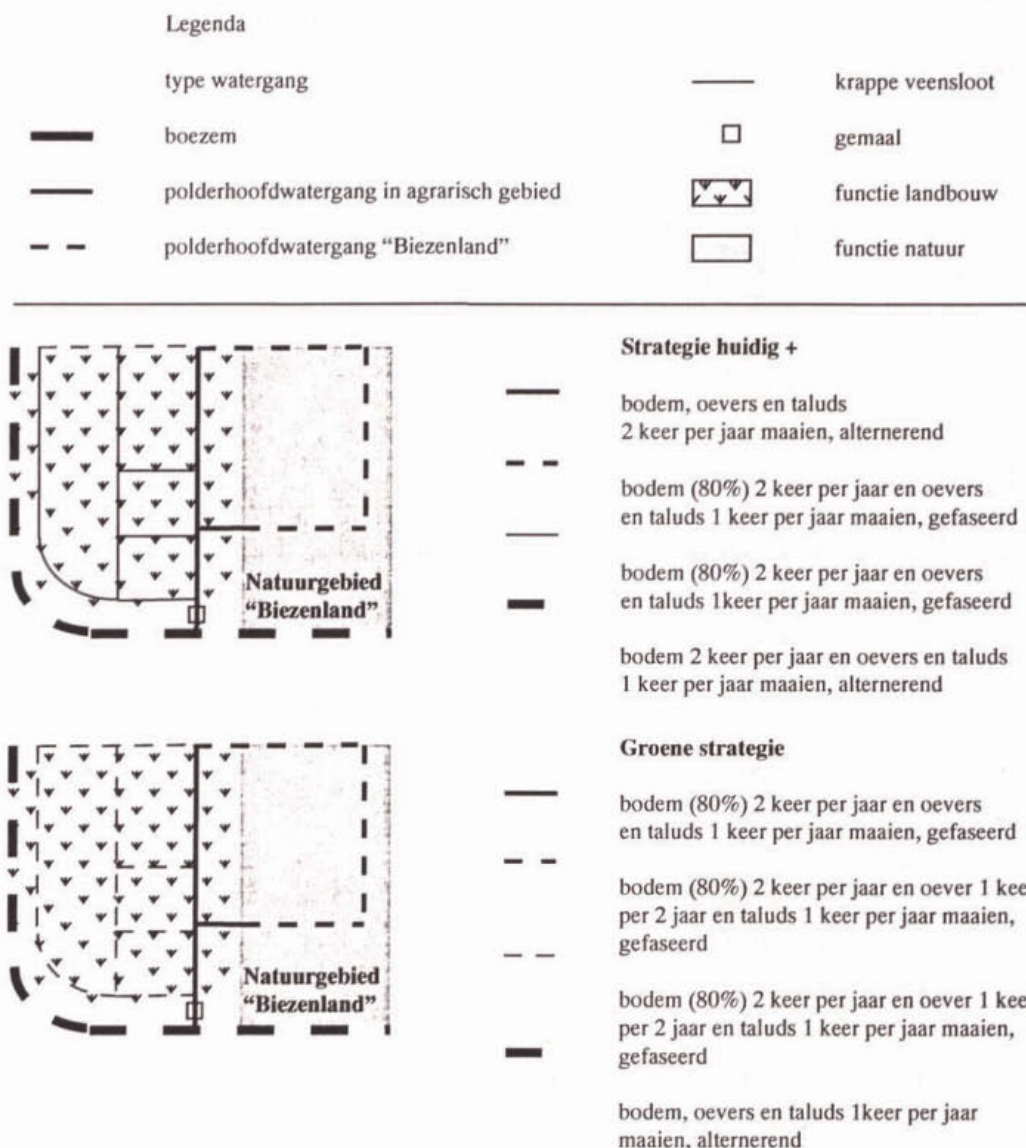 Legenda
type watergang
krappe veensloot
boezem
gemaal
polderhoofdwatergang in agrarisch gebied
functie landbouw
polderhoofdwatergang “Biezenland”
functie natuur
Natuurgebied
“Biezenland”
Strategie huidig +
bodem, oevers en taluds
2 keer per jaar maaien, alternerend
bodem (80%) 2 keer per jaar en oevers
en taluds 1 keer per jaar maaien, gefaseerd
bodem (80%) 2 keer per jaar en oevers
en taluds 1keer per jaar maaien, gefaseerd
bodem 2 keer per jaar en oevers en taluds
1 keer per jaar maaien, alternerend
Natuurgebied
“Biezenland”
Groene strategie
bodem (80%) 2 keer per jaar en oevers
en taluds 1 keer per jaar maaien, gefaseerd
bodem (80%) 2 keer per jaar en oever 1 kee
per 2 jaar en taluds 1 keer per jaar maaien,
gefaseerd
bodem (80%) 2 keer per jaar en oever 1 kee
per 2 jaar en taluds 1 keer per jaar maaien,
gefaseerd
bodem, oevers en taluds 1keer per jaar
maaien, alternerend